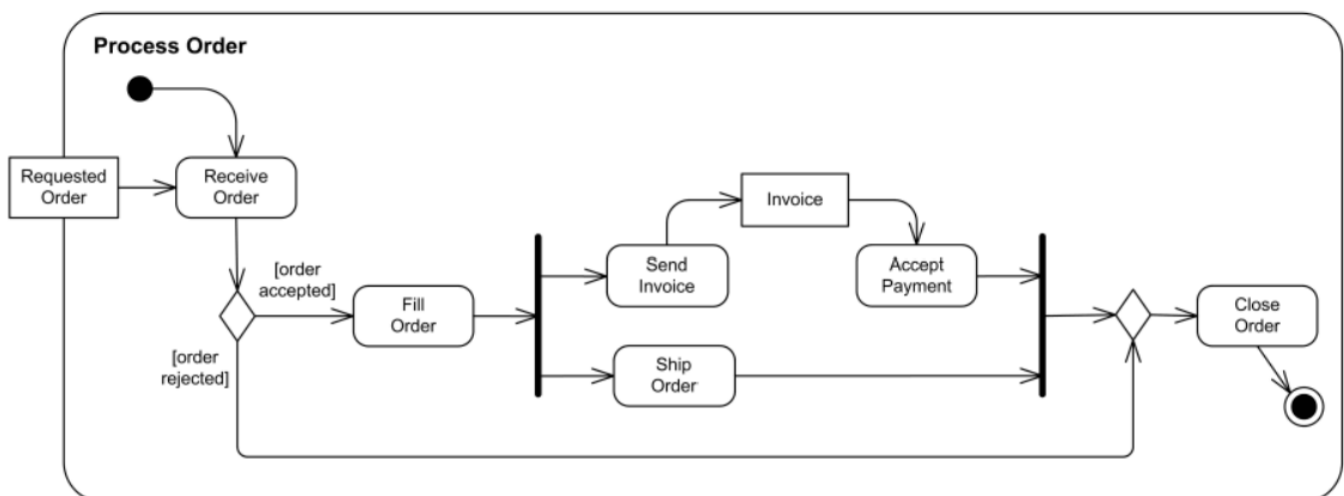 Process Order
Requested
Order
Receive
Order
[order
accepted]
[order
rejected]
Fill
Order
Send
Invoice
Invoice
Accept
Payment
Ship
Order
Close
Order